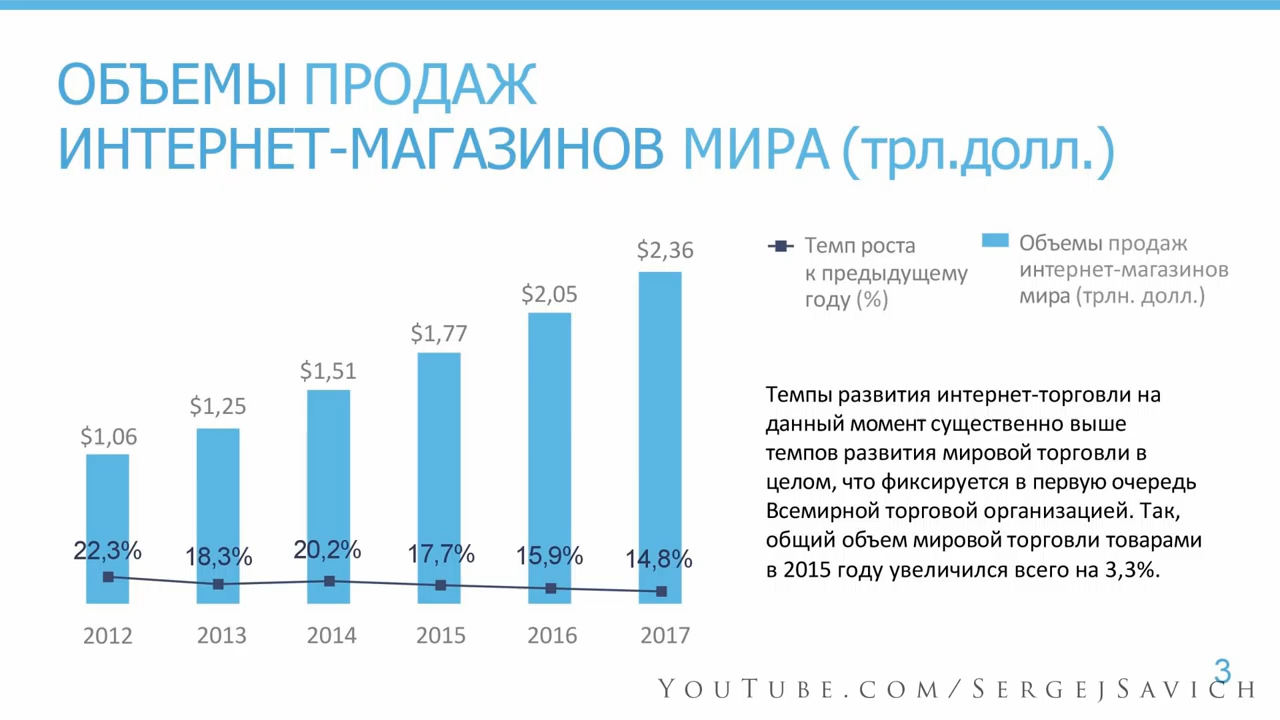 ОБЪЕМЫ ПРОДАЖ
ИНТЕРНЕТ-МАГАЗИНОВ МИРА (трл.долл.)
$1,06
$1,25
$1,51
$1,77
$2,05
$2,36
22,3%
18,3%
20,2%
17,7%
15,9%
14,8%
2012
2013
2014
2015
2016
2017
Темп роста
к предыдущему
году (%)
Объемы продаж
интернет-магазинов
мира (трлн. долл.)
Темпы развития интернет-торговли на
данный момент существенно выше
темпов развития мировой торговли в
целом, что фиксируется в первую очередь
Всемирной торговой организацией. Так,
общий объем мировой торговли товарами
в 2015 году увеличился всего на 3,3%.
3
YouTube.com/SergejSavich